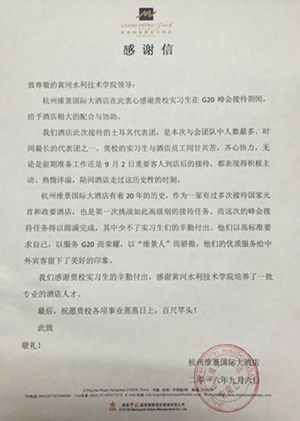 感谢信
致尊敬的黄河水利技术学院领导：
杭州维景国际大酒店在此衷心感谢贵校实习生在 G20 峰会接待期间，
给予酒店极大的配合与协助。
我们酒店此次接待的土耳其代表团，是本次与会团队中人数最多，时
间最长的代表团之一。贵校的实习生与酒店员工同甘共苦、齐心协力，无
论是前期准备工作还是 9 月 2 日重要客人到店后的接待，都表现得积极主
动、热情洋溢，陪同酒店走过这历史性的时刻。
杭州维景国际大酒店有着 20 年的历史，作为一家有过多次接待国家元
首和政要酒店，也是第一次挑战如此高级别的接待任务。而这次的峰会接
待任务得以圆满完成，其中少不了实习生们的辛勤付出。他们以高标准要
求自己，以服务 G20 而荣耀，以“维景人”而骄傲，他们的优质服务给中
外宾客留下了美好的印象。
我们感谢贵校实习生的辛勤付出，感谢黄河水利技术学院培养了一批
专业的酒店人才。
最后，祝愿贵校各项事业蒸蒸日上，百尺竿头！
此致
敬礼！
杭州维景国际大酒店
二零一六年九月六日